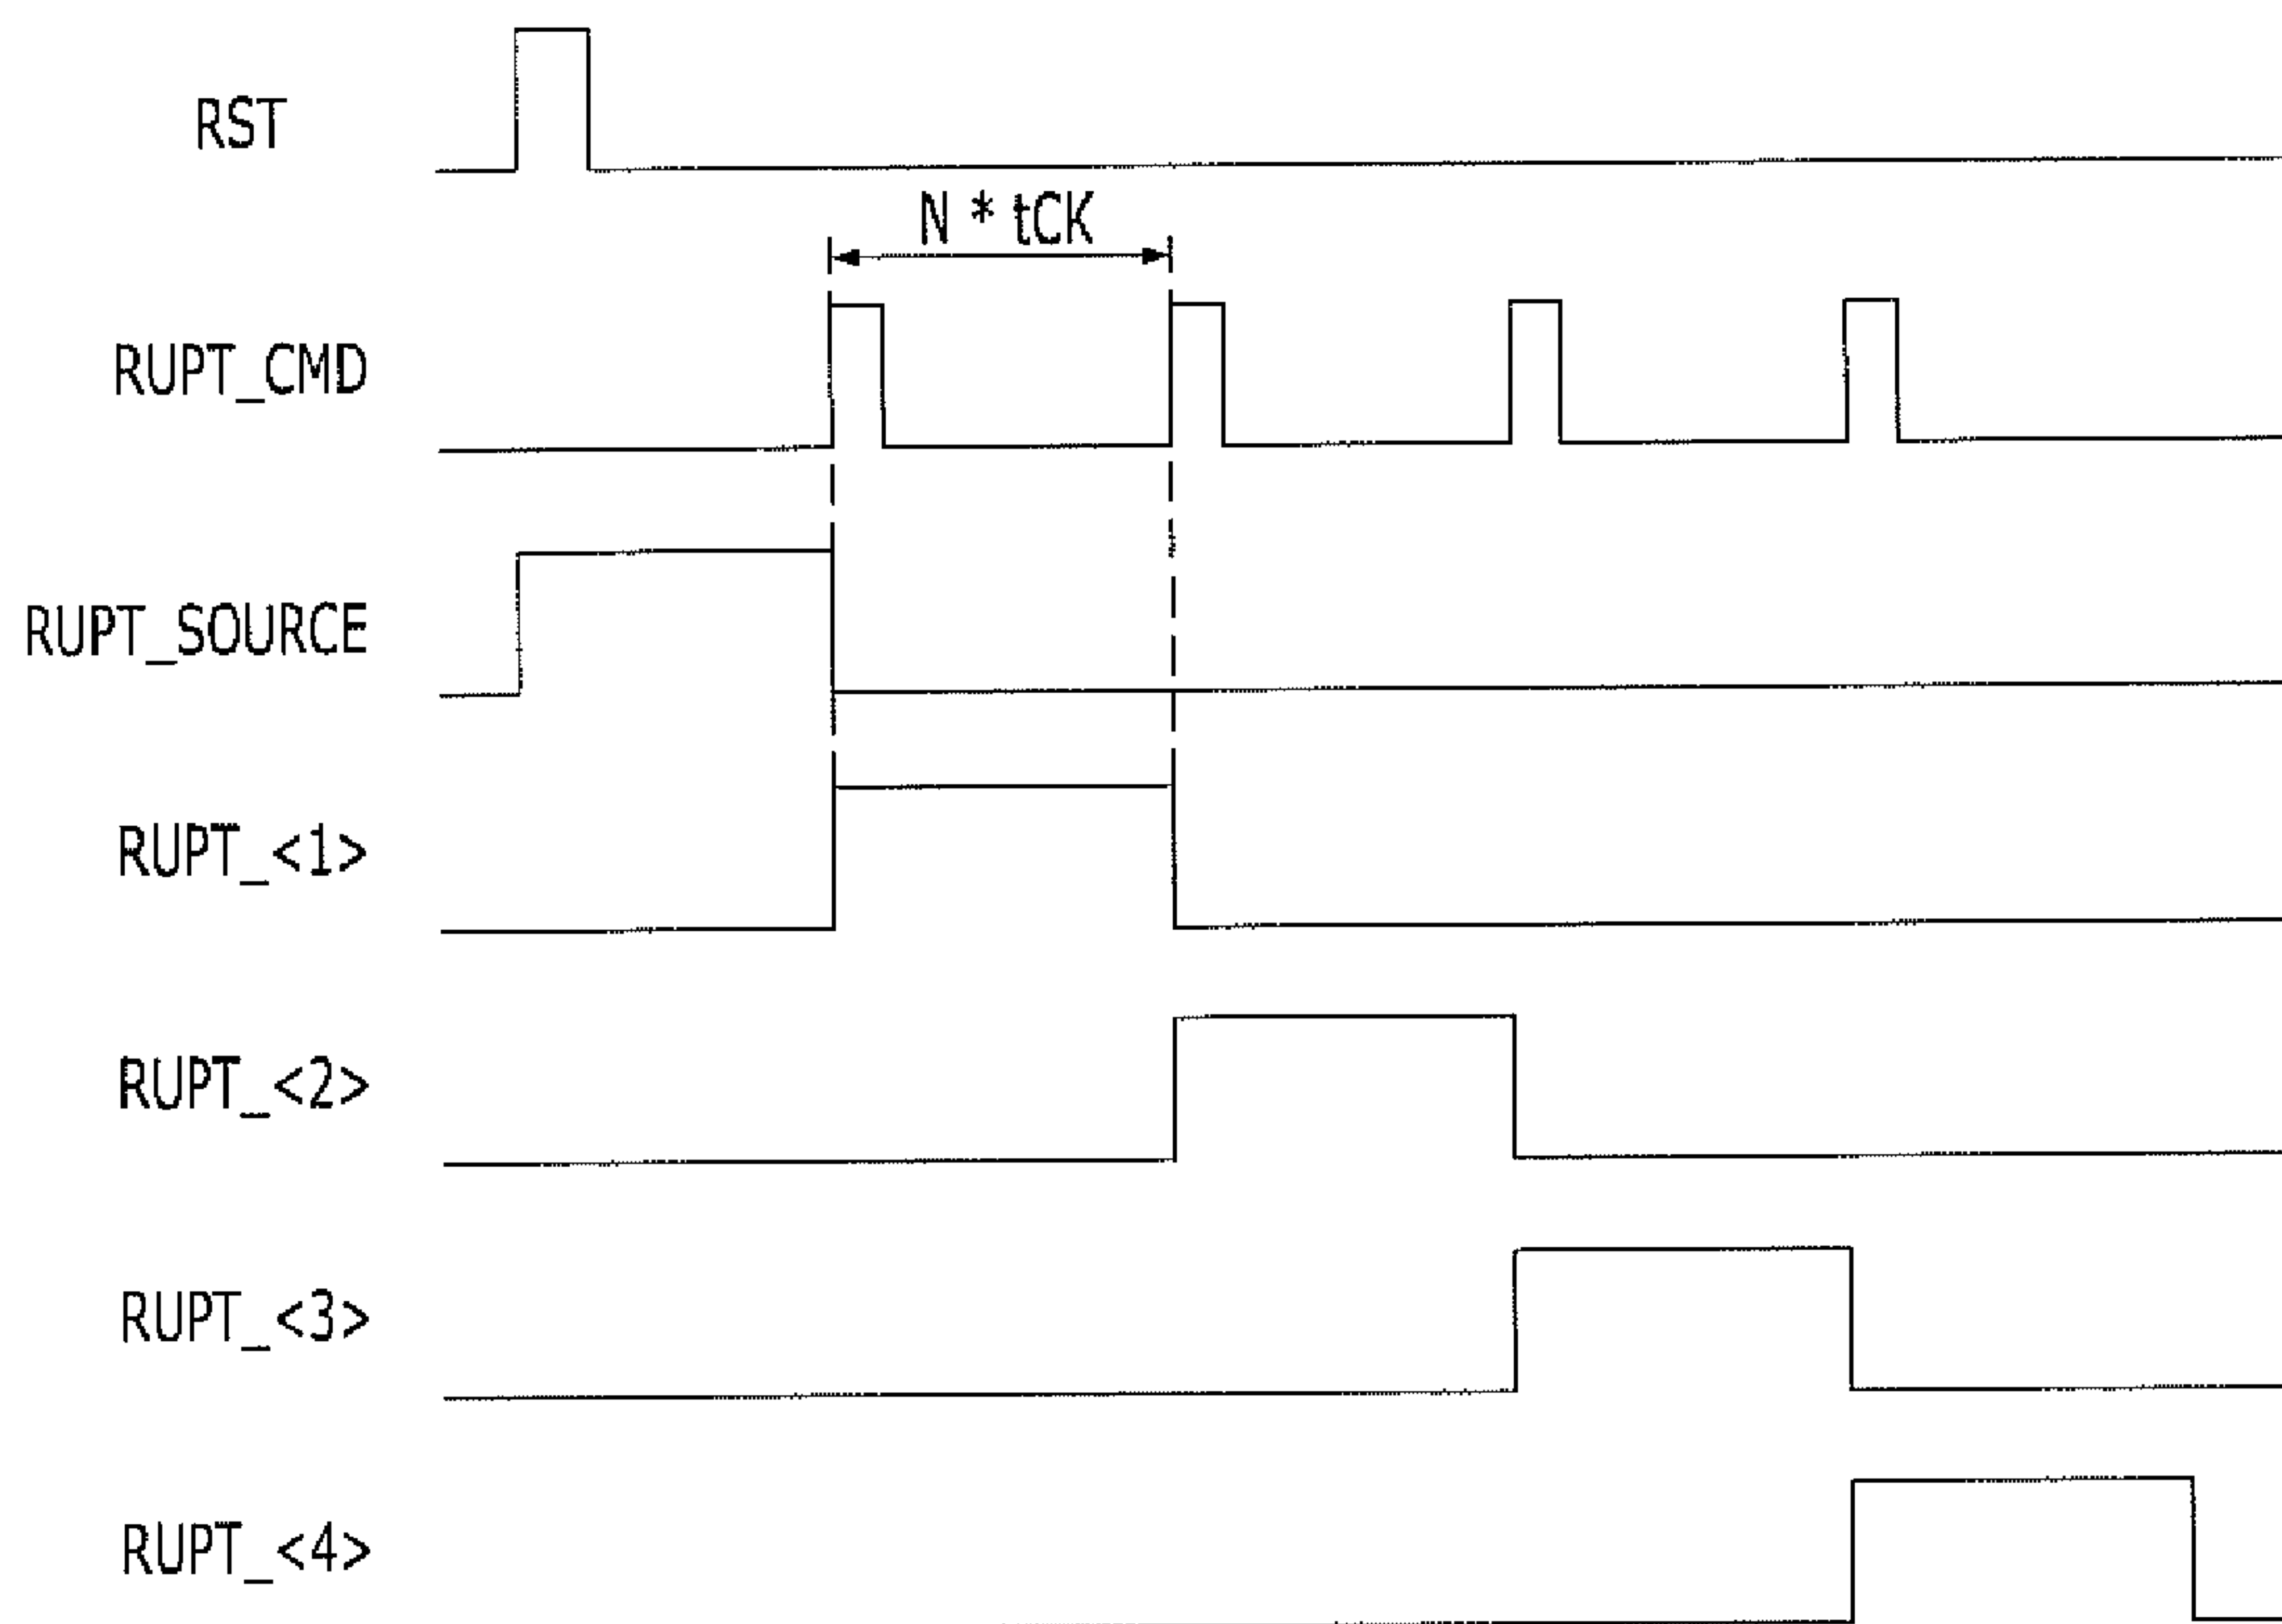 RST
N * tCK
RUPT_CMD
RUPT_SOURCE
RUPT_<1>
RUPT_<2>
RUPT_<3>
RUPT_<4>